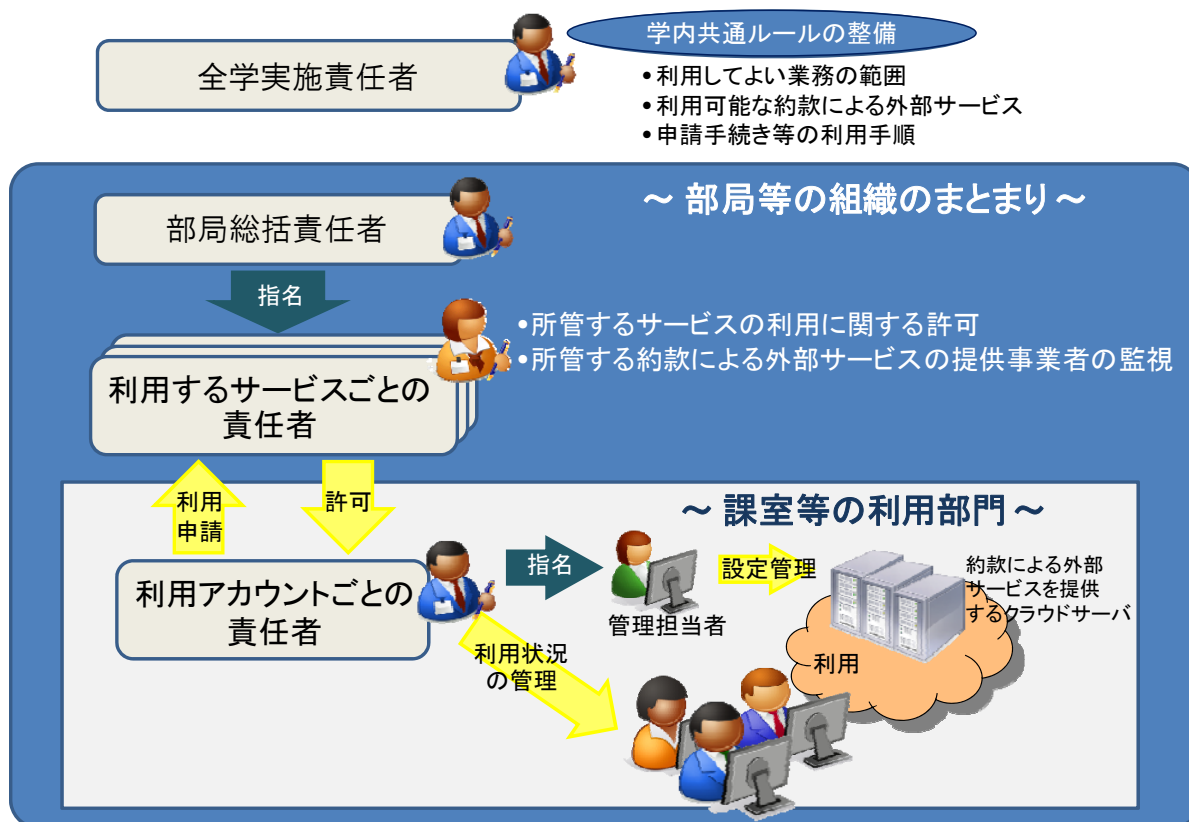 学内共通ルールの整備
全学実施責任者
•利用してよい業務の範囲
•利用可能な約款による外部サービス
•申請手続き等の利用手順
～ 部局等の組織のまとまり ～
部局総括責任者
指名
•所管するサービスの利用に関する許可
•所管する約款による外部サービスの提供事業者の監視
利用するサービスごとの
責任者
利用
申請
許可
～ 課室等の利用部門 ～
利用アカウントごとの
責任者
指名
管理担当者
設定管理
約款による外部
サービスを提供
するクラウドサーバ
利用状況
の管理
利用